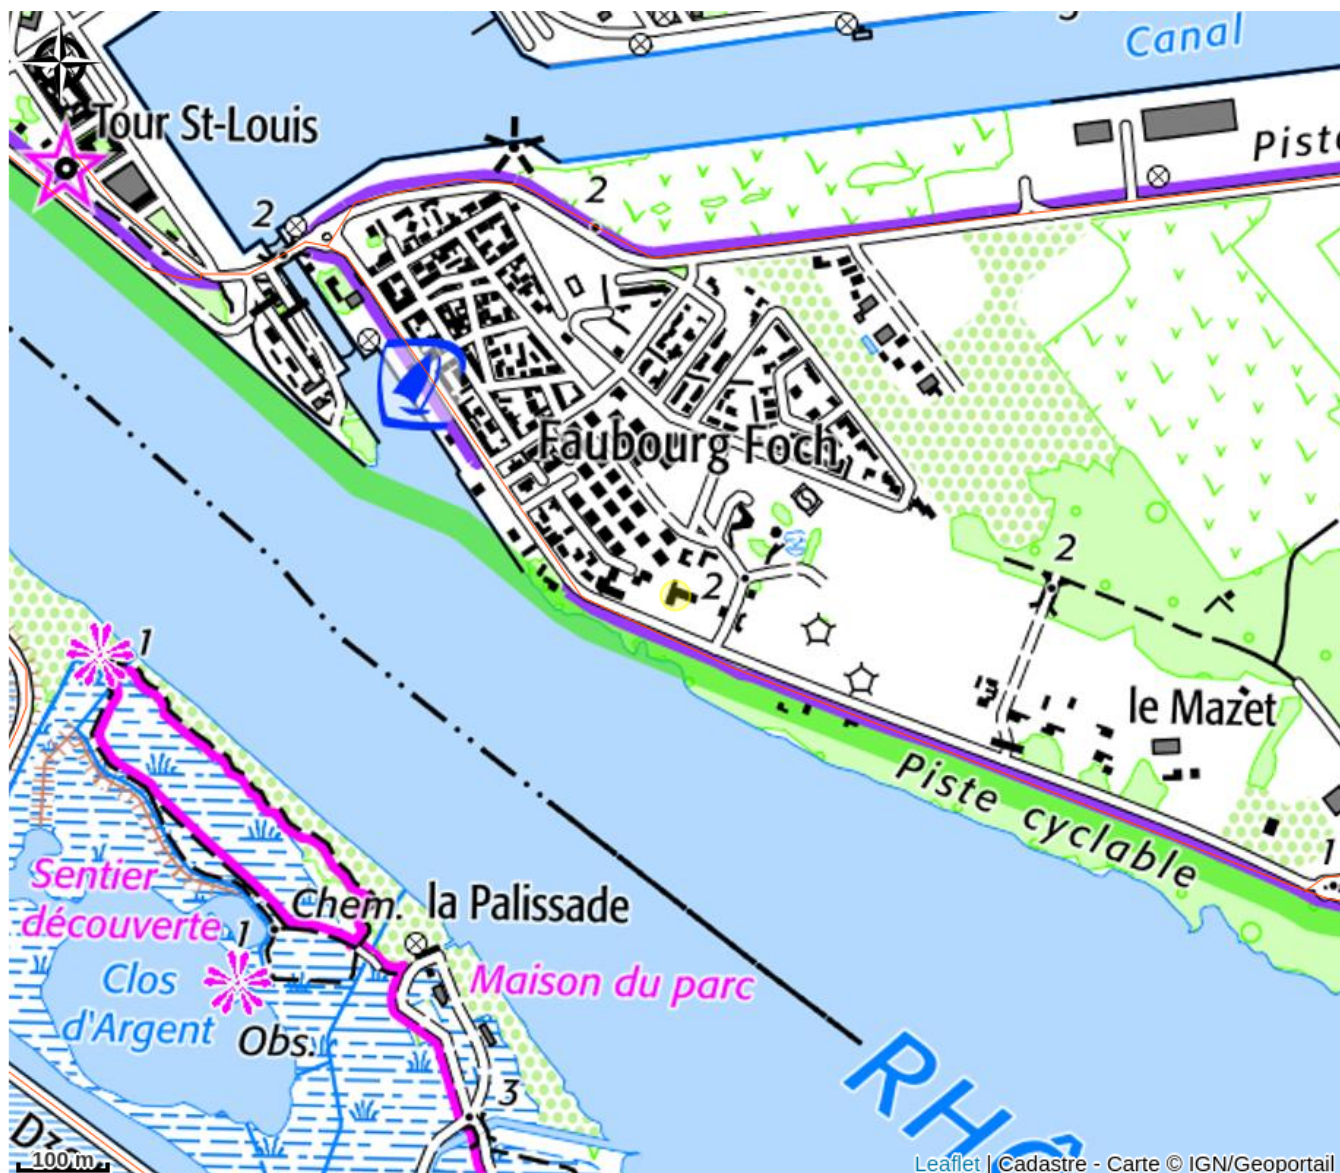 Canal
Tour St-Louis
Piste
2
2
Faubourg Foch
2
2
1
le Mazet
Piste cyclable
1
Sentier
découverte
Chem.
la Palissade
1
Clos
d'Argent
Maison du parc
Obs.
RHÔ
3
100 m
Leaflet | Cadastre - Carte © IGN/Geoportail